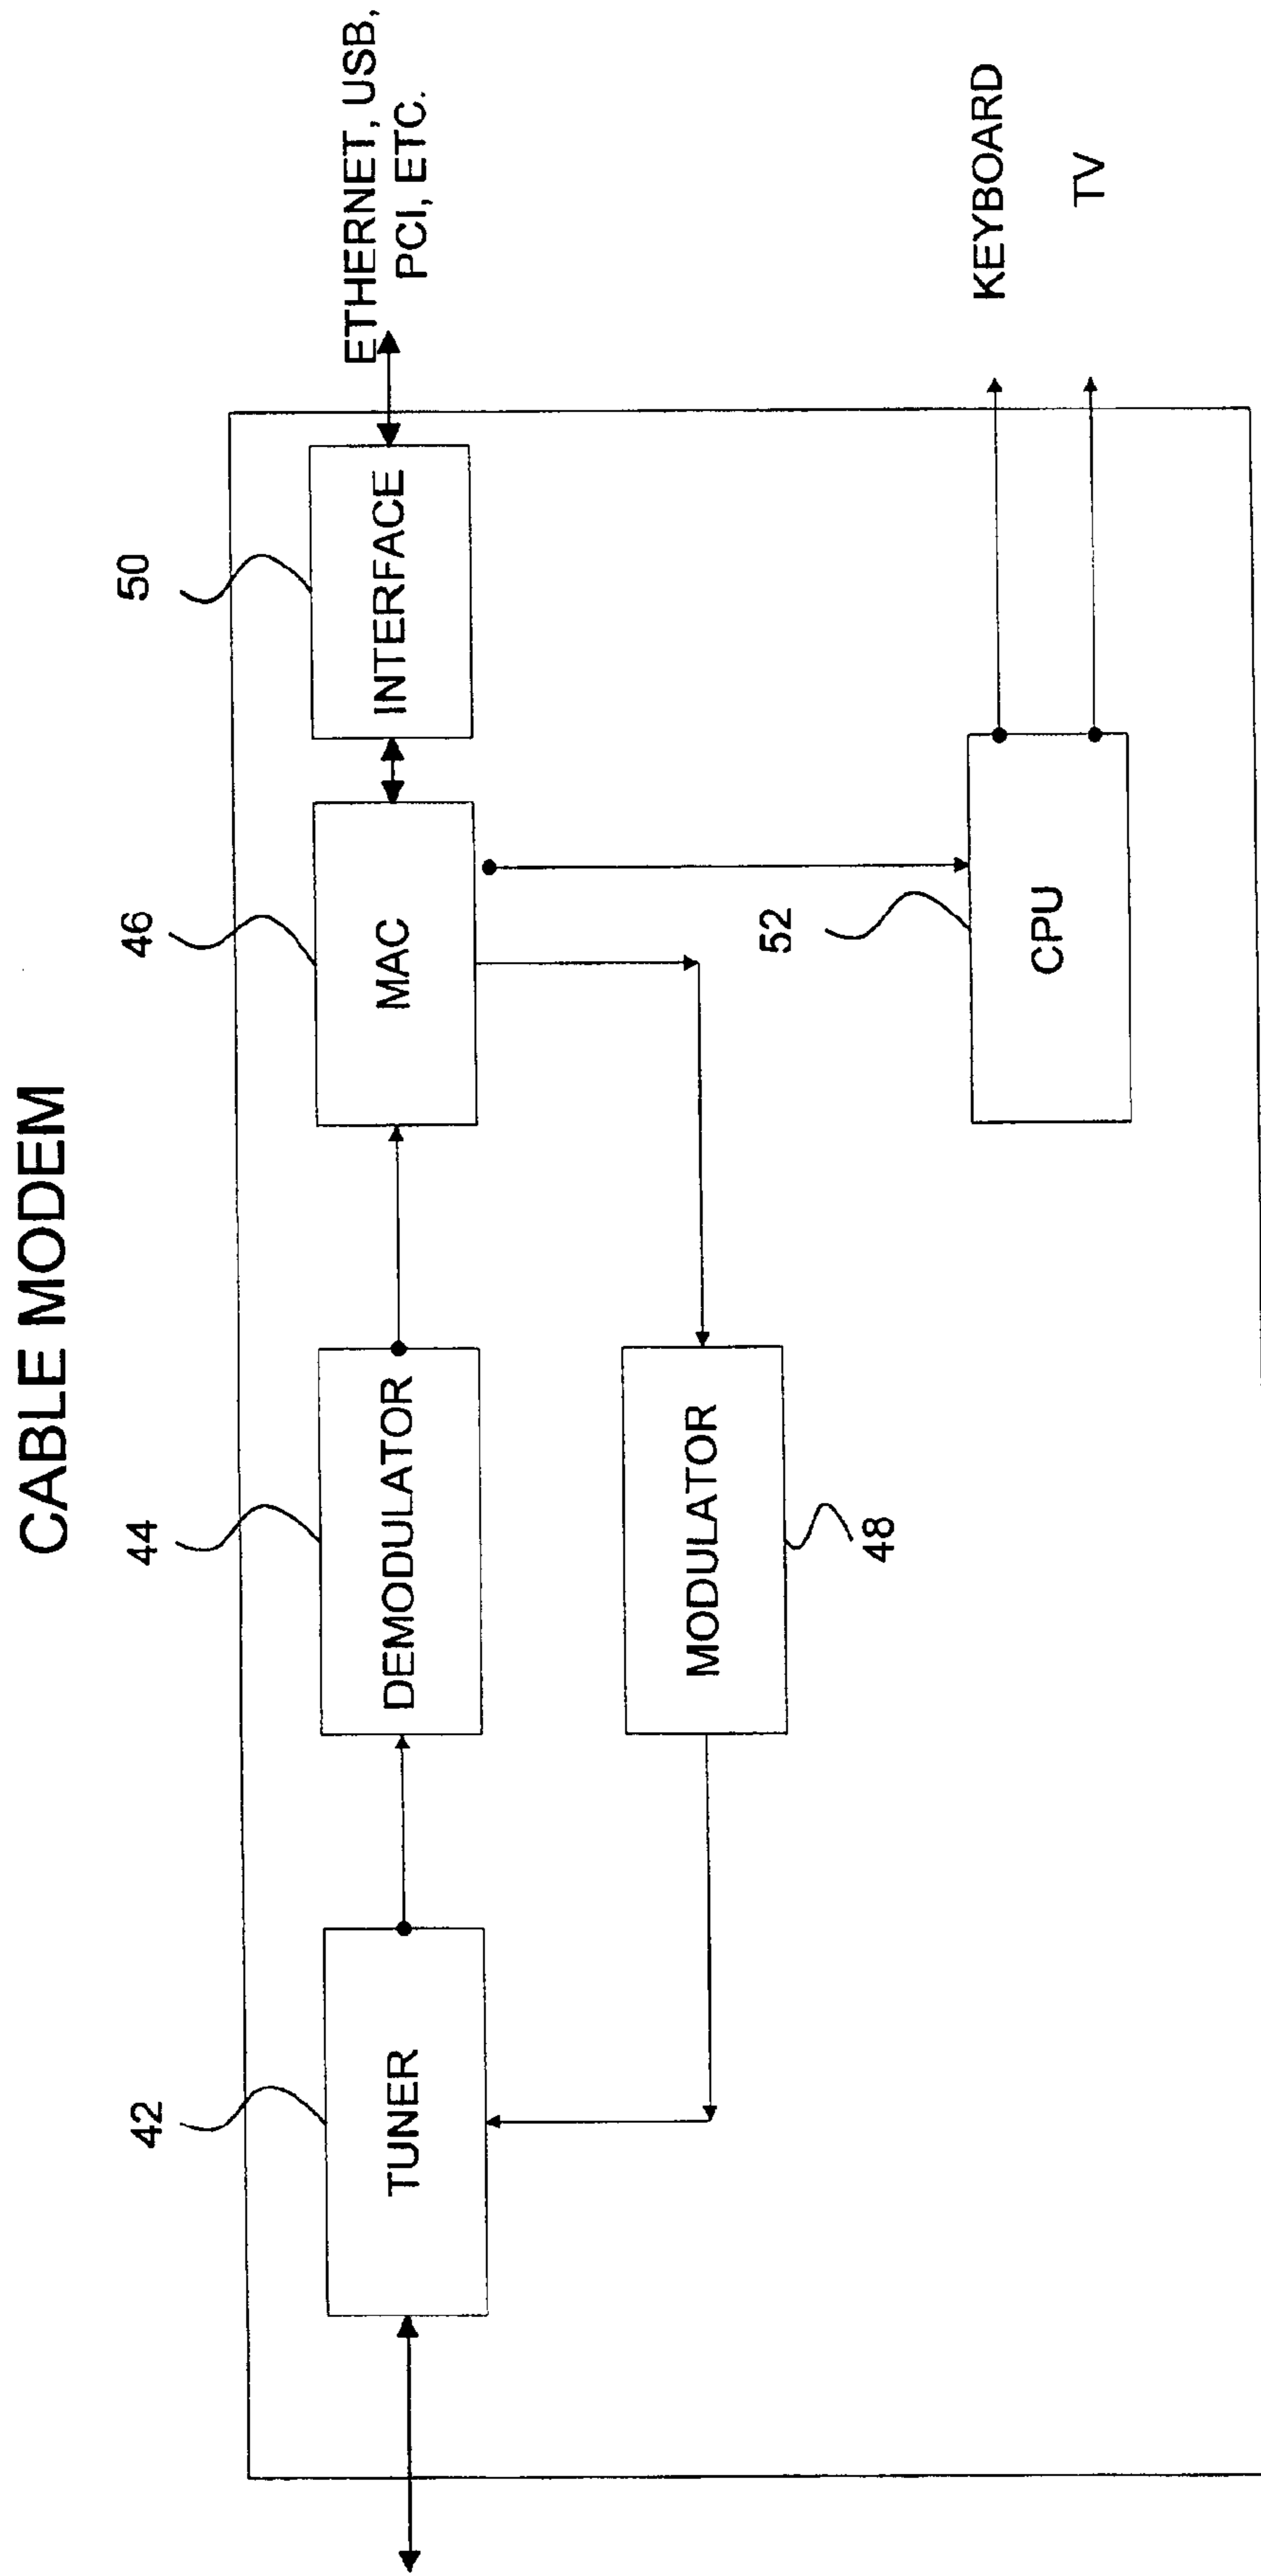 CABLE MODEM
42
44
46
50
TUNER
DEMODULATOR
MAC
INTERFACE
ETHERNET, USB,
PCI, ETC.
MODULATOR
48
52
CPU
KEYBOARD
TV